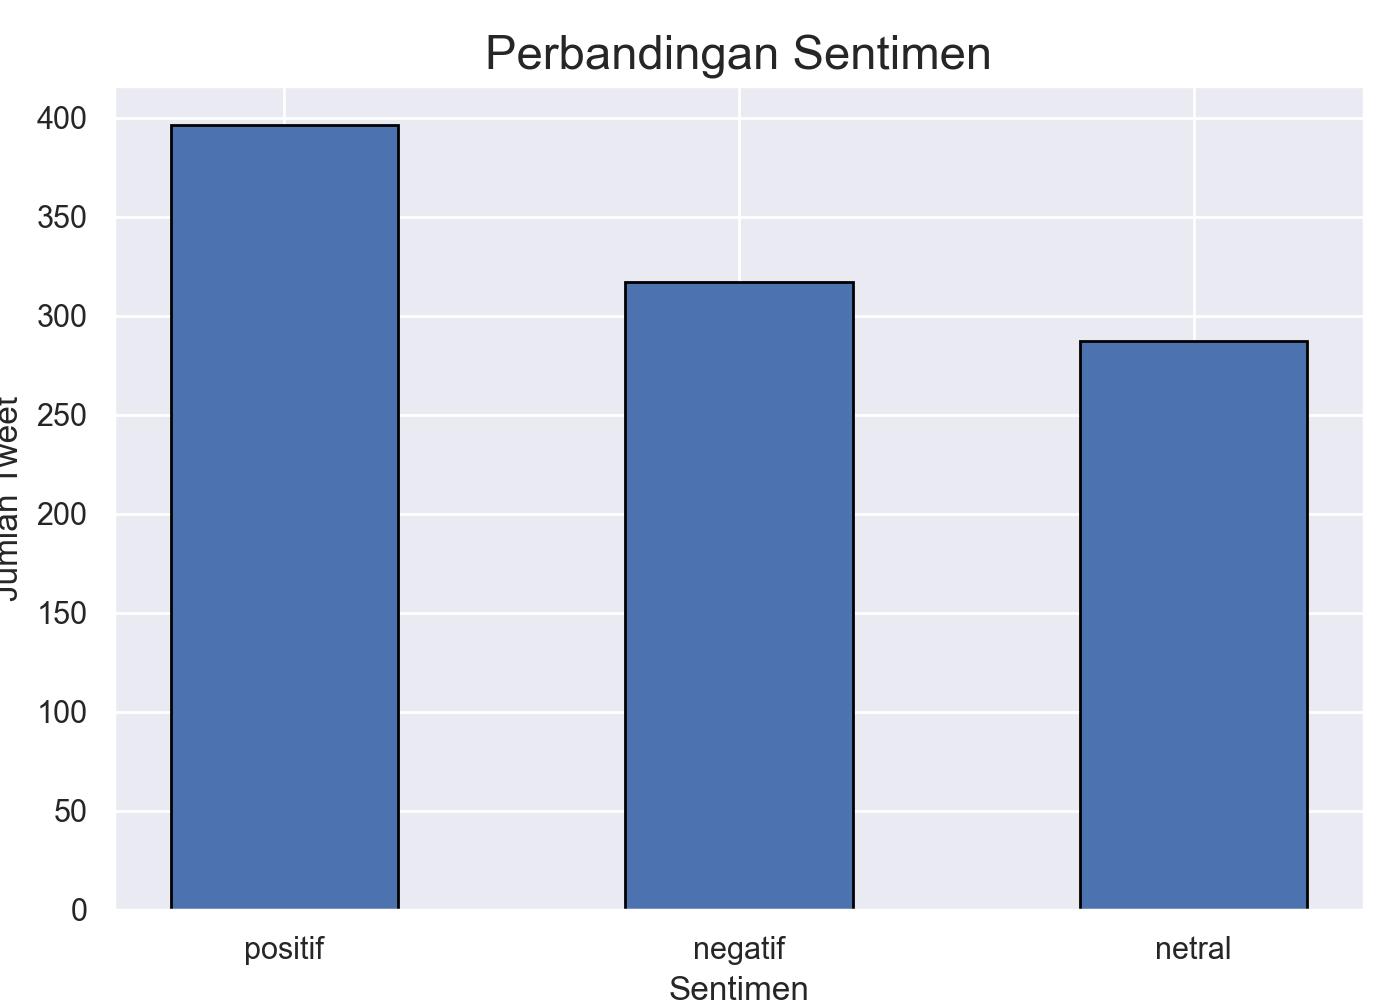 Perbandingan Sentimen
400
350
300
250
200
150
100
50
0
Jumlah Tweet
positif
negatif
netral
Sentimen